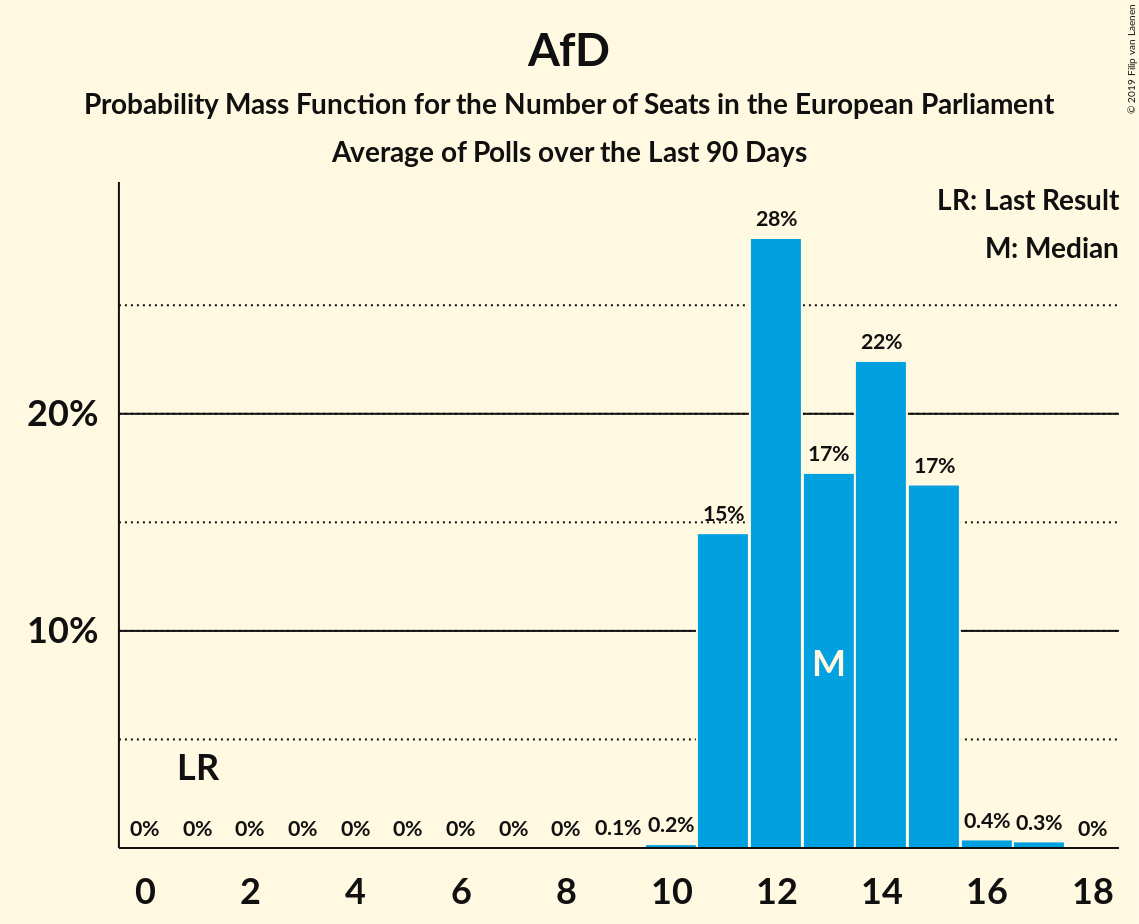 AfD
Probability Mass Function for the Number of Seats in the European Parliament
Average of Polls over the Last 90 Days
© 2019 Filip van Laenen
LR: Last Result
M: Median
28%
22%
20%
17%
17%
15%
10%
M
LR
0% 0% 0% 0% 0% 0% 0% 0% 0% 0.1% 0.2% 0.4% 0.3% 0%
0 2 4 6 8 10 12 14 16 18